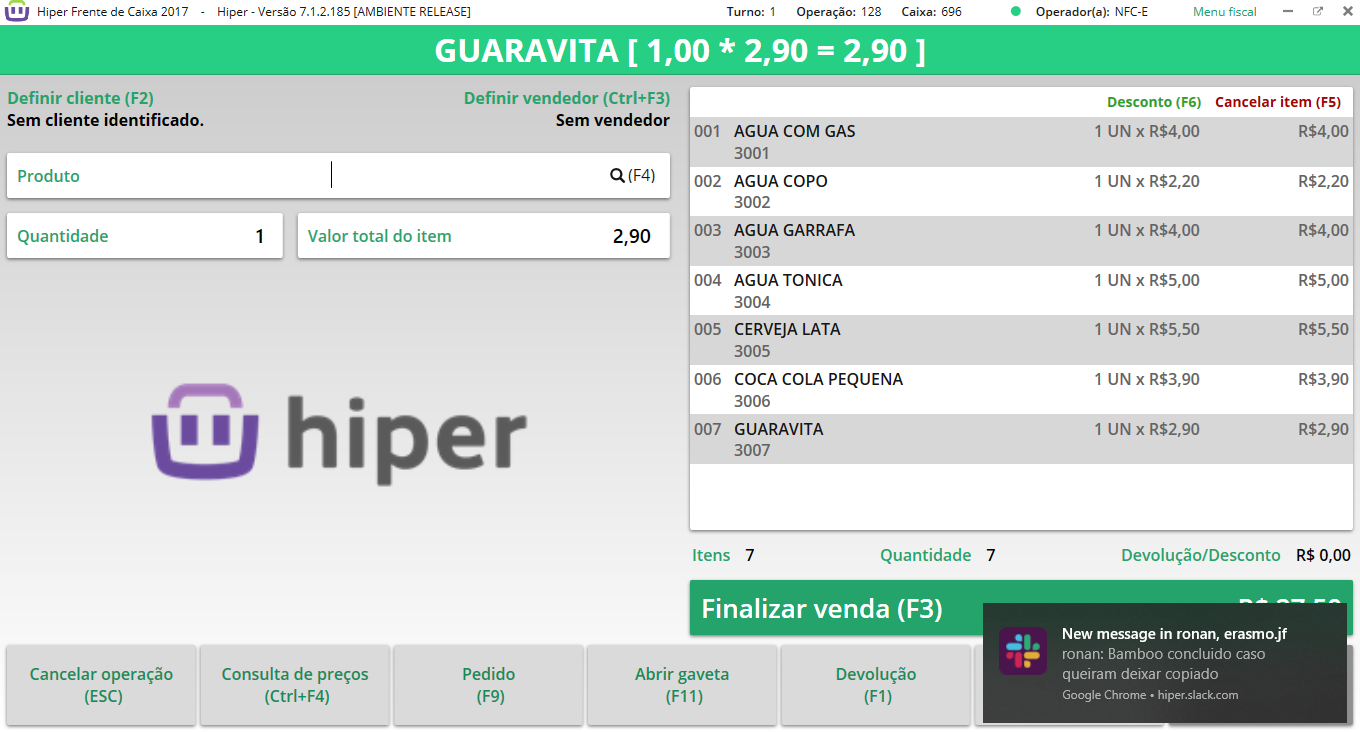 Hiper Frente de Caixa 2017 - Hiper - Versão 7.1.2.185 [AMBIENTE RELEASE] Turno: 1 Operação: 128 Caixa: 696 Operador(a): NFC-E Menu fiscal
GUARAVITA [ 1,00 * 2,90 = 2,90 ]
Definir cliente (F2) Definir vendedor (Ctrl+F3)
Sem cliente identificado. Sem vendedor
Produto (F4)
Quantidade 1 Valor total do item 2,90
hiper
Desconto (F6) Cancelar item (F5)
001 AGUA COM GAS 1 UN x R$4,00 R$4,00
3001
002 AGUA COPO 1 UN x R$2,20 R$2,20
3002
003 AGUA GARRAFA 1 UN x R$4,00 R$4,00
3003
004 AGUA TONICA 1 UN x R$5,00 R$5,00
3004
005 CERVEJA LATA 1 UN x R$5,50 R$5,50
3005
006 COCA COLA PEQUENA 1 UN x R$3,90 R$3,90
3006
007 GUARAVITA 1 UN x R$2,90 R$2,90
3007
Itens 7 Quantidade 7 Devolução/Desconto R$ 0,00
Finalizar venda (F3)
Cancelar operação
(ESC)
Consulta de preços
(Ctrl+F4)
Pedido
(F9)
Abrir gaveta
(F11)
Devolução
(F1)
New message in ronan, erasmo.jf
ronan: Bamboo concluido caso
queiram deixar copiado
Google Chrome • hiper.slack.com